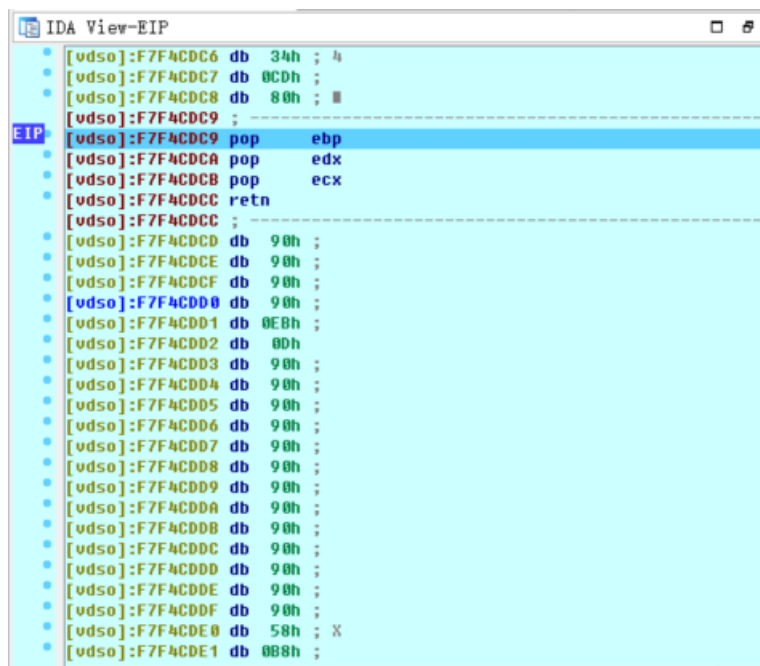 IDA View-EIP
[vdso]:F7F4CDC6 db 34h ; 4
[vdso]:F7F4CDC7 db 0CDh ;
[vdso]:F7F4CDC8 db 80h ; ■
[vdso]:F7F4CDC9 ; ---------------------------------------------------
EIP [vdso]:F7F4CDC9 pop ebp
[vdso]:F7F4CDCA pop edx
[vdso]:F7F4CDCB pop ecx
[vdso]:F7F4CDCC retn
[vdso]:F7F4CDCC ; ---------------------------------------------------
[vdso]:F7F4CDCD db 90h ;
[vdso]:F7F4CDCE db 90h ;
[vdso]:F7F4CDCF db 90h ;
[vdso]:F7F4CDD0 db 90h ;
[vdso]:F7F4CDD1 db 0EBh ;
[vdso]:F7F4CDD2 db 0Dh
[vdso]:F7F4CDD3 db 90h ;
[vdso]:F7F4CDD4 db 90h ;
[vdso]:F7F4CDD5 db 90h ;
[vdso]:F7F4CDD6 db 90h ;
[vdso]:F7F4CDD7 db 90h ;
[vdso]:F7F4CDD8 db 90h ;
[vdso]:F7F4CDD9 db 90h ;
[vdso]:F7F4CDDA db 90h ;
[vdso]:F7F4CDDB db 90h ;
[vdso]:F7F4CDDC db 90h ;
[vdso]:F7F4CDDD db 90h ;
[vdso]:F7F4CDDE db 90h ;
[vdso]:F7F4CDDF db 90h ;
[vdso]:F7F4CDE0 db 58h ; X
[vdso]:F7F4CDE1 db 0B8h ;